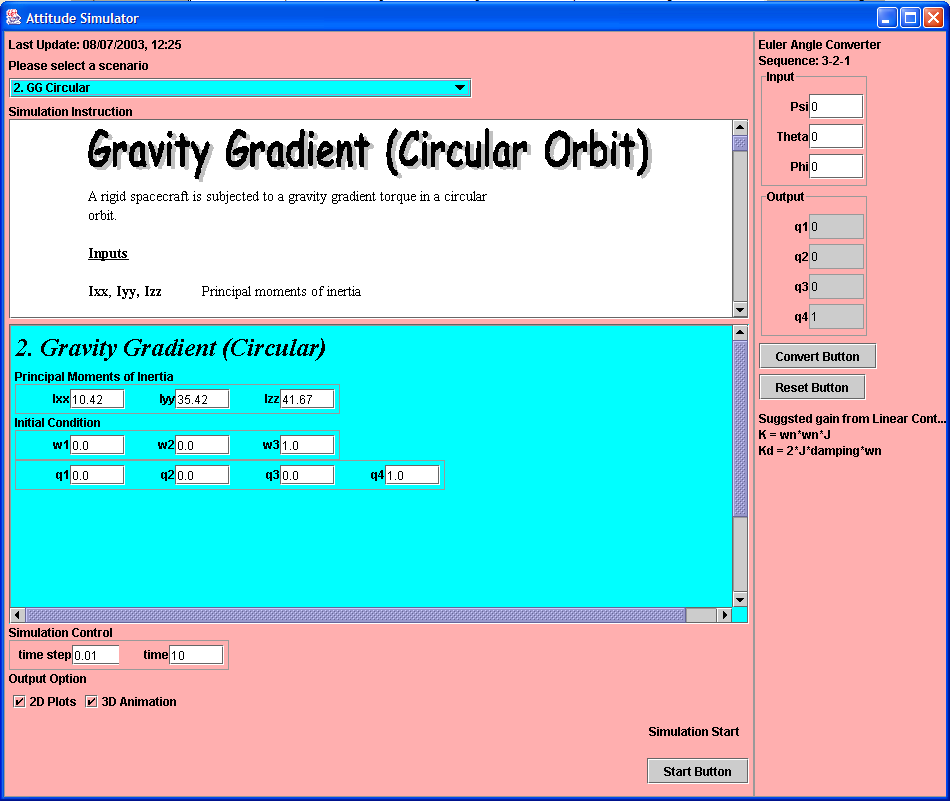 Attitude Simulator
Last Update: 08/07/2003, 12:25
Please select a scenario
2. GG Circular
Simulation Instruction
Gravity Gradient (Circular Orbit)
A rigid spacecraft is subjected to a gravity gradient torque in a circular
orbit.
Inputs
Ixx, Iyy, Izz Principal moments of inertia
2. Gravity Gradient (Circular)
Principal Moments of Inertia
Ixx 10.42 Iyy 35.42 Izz 41.67
Initial Condition
w1 0.0 w2 0.0 w3 1.0
q1 0.0 q2 0.0 q3 0.0 q4 1.0
Simulation Control
time step 0.01 time 10
Output Option
2D Plots 3D Animation
Simulation Start
Start Button
Euler Angle Converter
Sequence: 3-2-1
Input
Psi 0
Theta 0
Phi 0
Output
q1 0
q2 0
q3 0
q4 1
Convert Button
Reset Button
Suggsted gain from Linear Cont...
K = wn*wn*J
Kd = 2*J*damping*wn